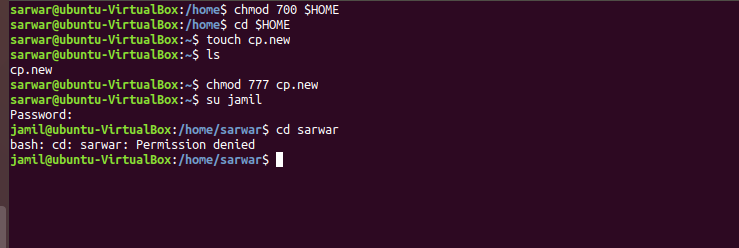 sarwar@ubuntu-VirtualBox:/home$ chmod 700 $HOME
sarwar@ubuntu-VirtualBox:/home$ cd $HOME
sarwar@ubuntu-VirtualBox:~$ touch cp.new
sarwar@ubuntu-VirtualBox:~$ ls
cp.new
sarwar@ubuntu-VirtualBox:~$ chmod 777 cp.new
sarwar@ubuntu-VirtualBox:~$ su jamil
Password:
jamil@ubuntu-VirtualBox:/home/sarwar$ cd sarwar
bash: cd: sarwar: Permission denied
jamil@ubuntu-VirtualBox:/home/sarwar$